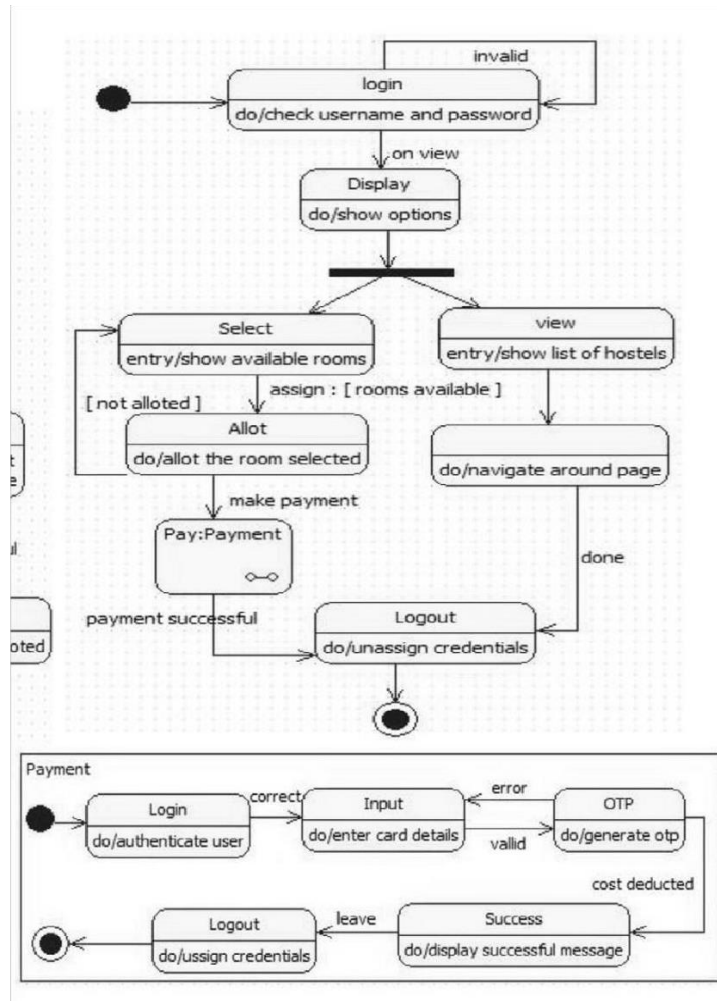 invalid
login
do/check username and password
on view
Display
do/show options
Select
entry/show available rooms
view
entry/show list of hostels
[ not alloted ]
assign : [ rooms available ]
Allot
do/allot the room selected
do/navigate around page
make payment
Pay:Payment
done
payment successful
Logout
do/unassign credentials
oted
Payment
Login
do/authenticate user
correct
Input
do/enter card details
error
vallid
OTP
do/generate otp
cost deducted
Logout
do/ussign credentials
leave
Success
do/display successful message